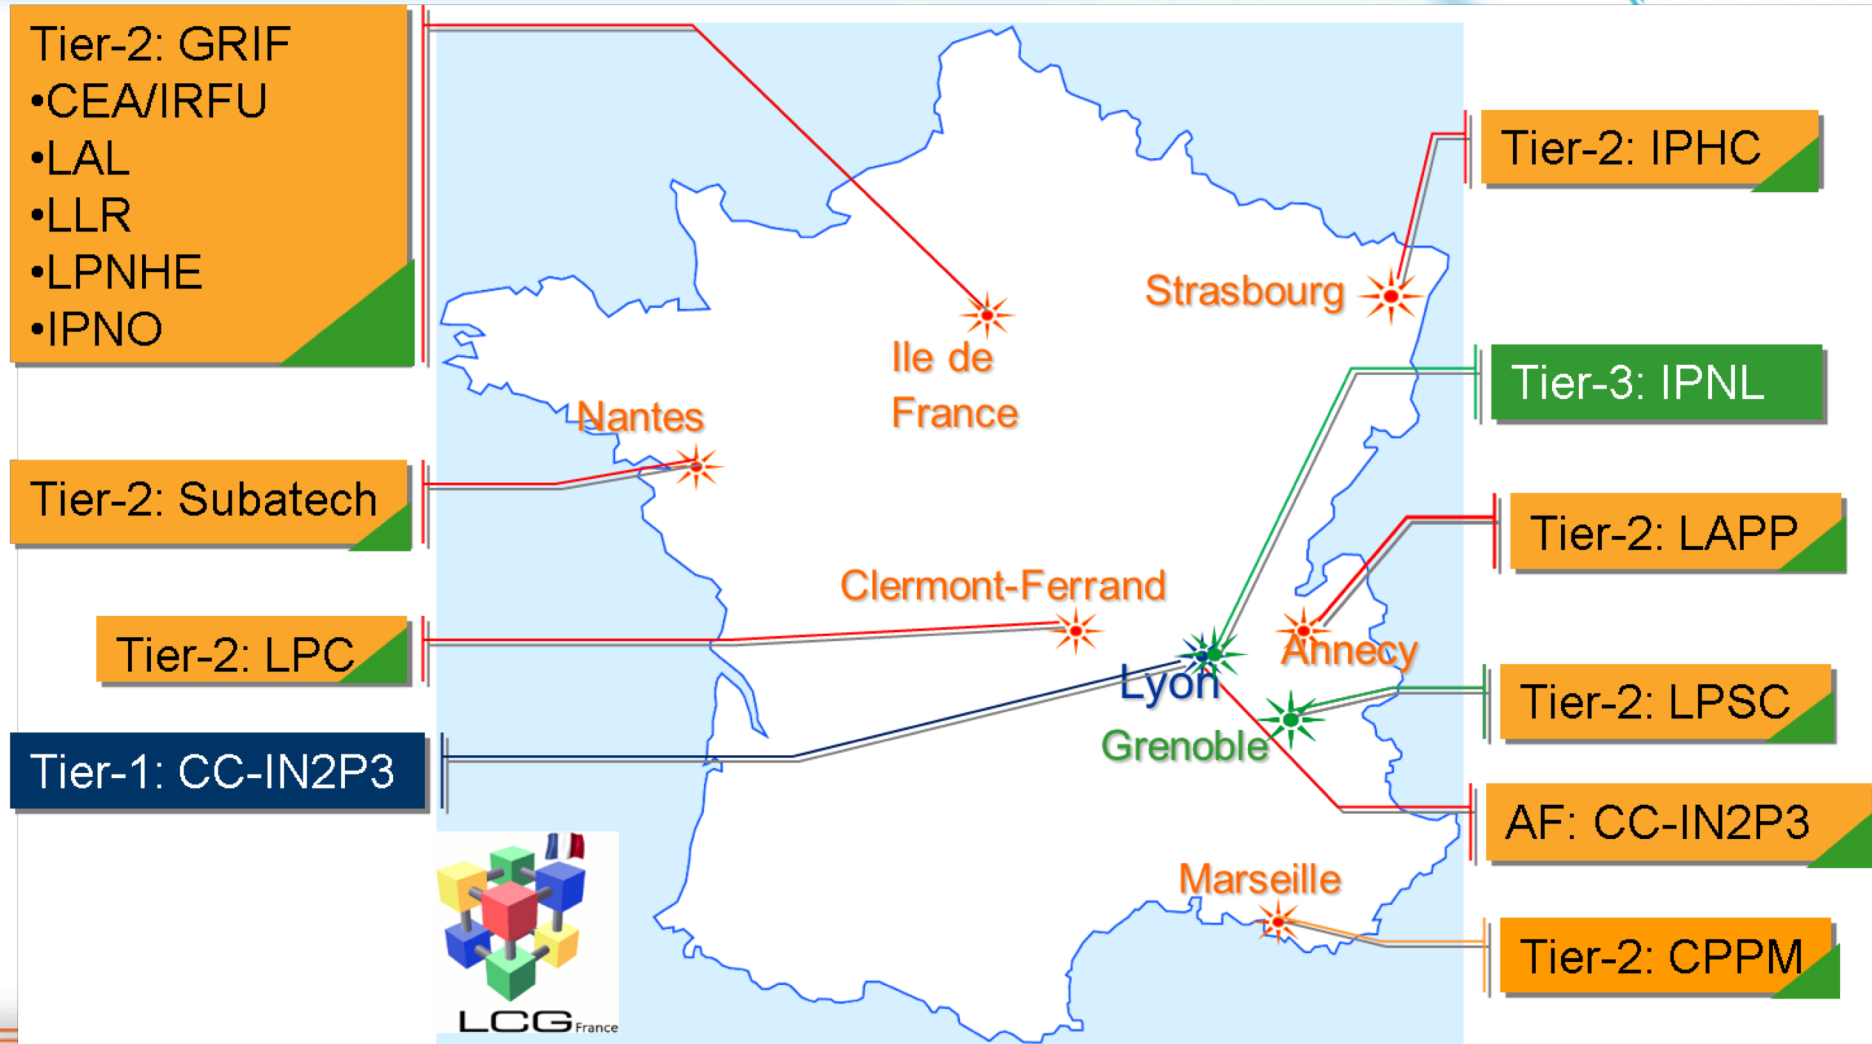 Tier-2: GRIF
•CEA/IRFU
•LAL
•LLR
•LPNHE
•IPNO
Tier-2: IPHC
Strasbourg
Ile de
France
Tier-3: IPNL
Nantes
Tier-2: Subatech
Tier-2: LAPP
Clermont-Ferrand
Tier-2: LPC
Annecy
Lyon
Tier-2: LPSC
Grenoble
Tier-1: CC-IN2P3
AF: CC-IN2P3
Marseille
Tier-2: CPPM
LCG France